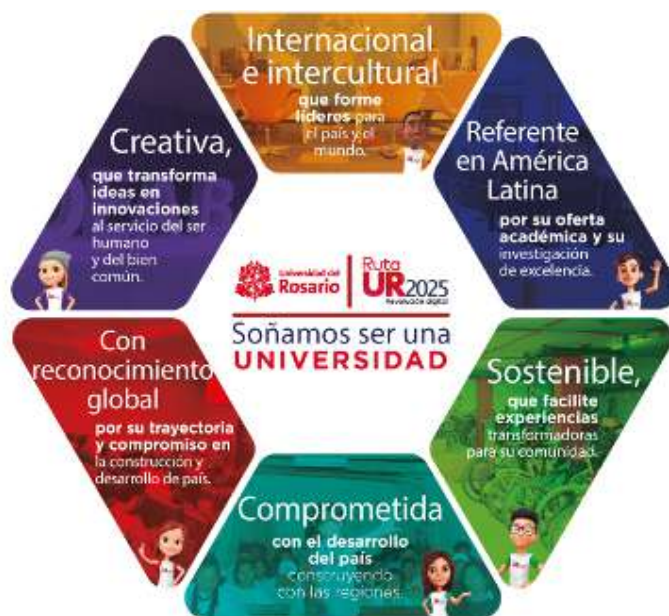 Internacional
e intercultural
que forme
líderes para
el país y el
mundo.
Referente
en América
Latina
por su oferta
académica y su
investigación
de excelencia.
Sostenible,
que facilite
experiencias
transformadoras
para su comunidad.
Comprometida
con el desarrollo
del país
construyendo
con las regiones.
Con
reconocimiento
global
por su trayectoria
y compromiso en
la construcción y
desarrollo de país.
Creativa,
que transforma
ideas en
innovaciones
al servicio del ser
humano
y del bien
común.
Universidad del
Rosario
Ruta
UR2025
Revolución digital
Soñamos ser una
UNIVERSIDAD